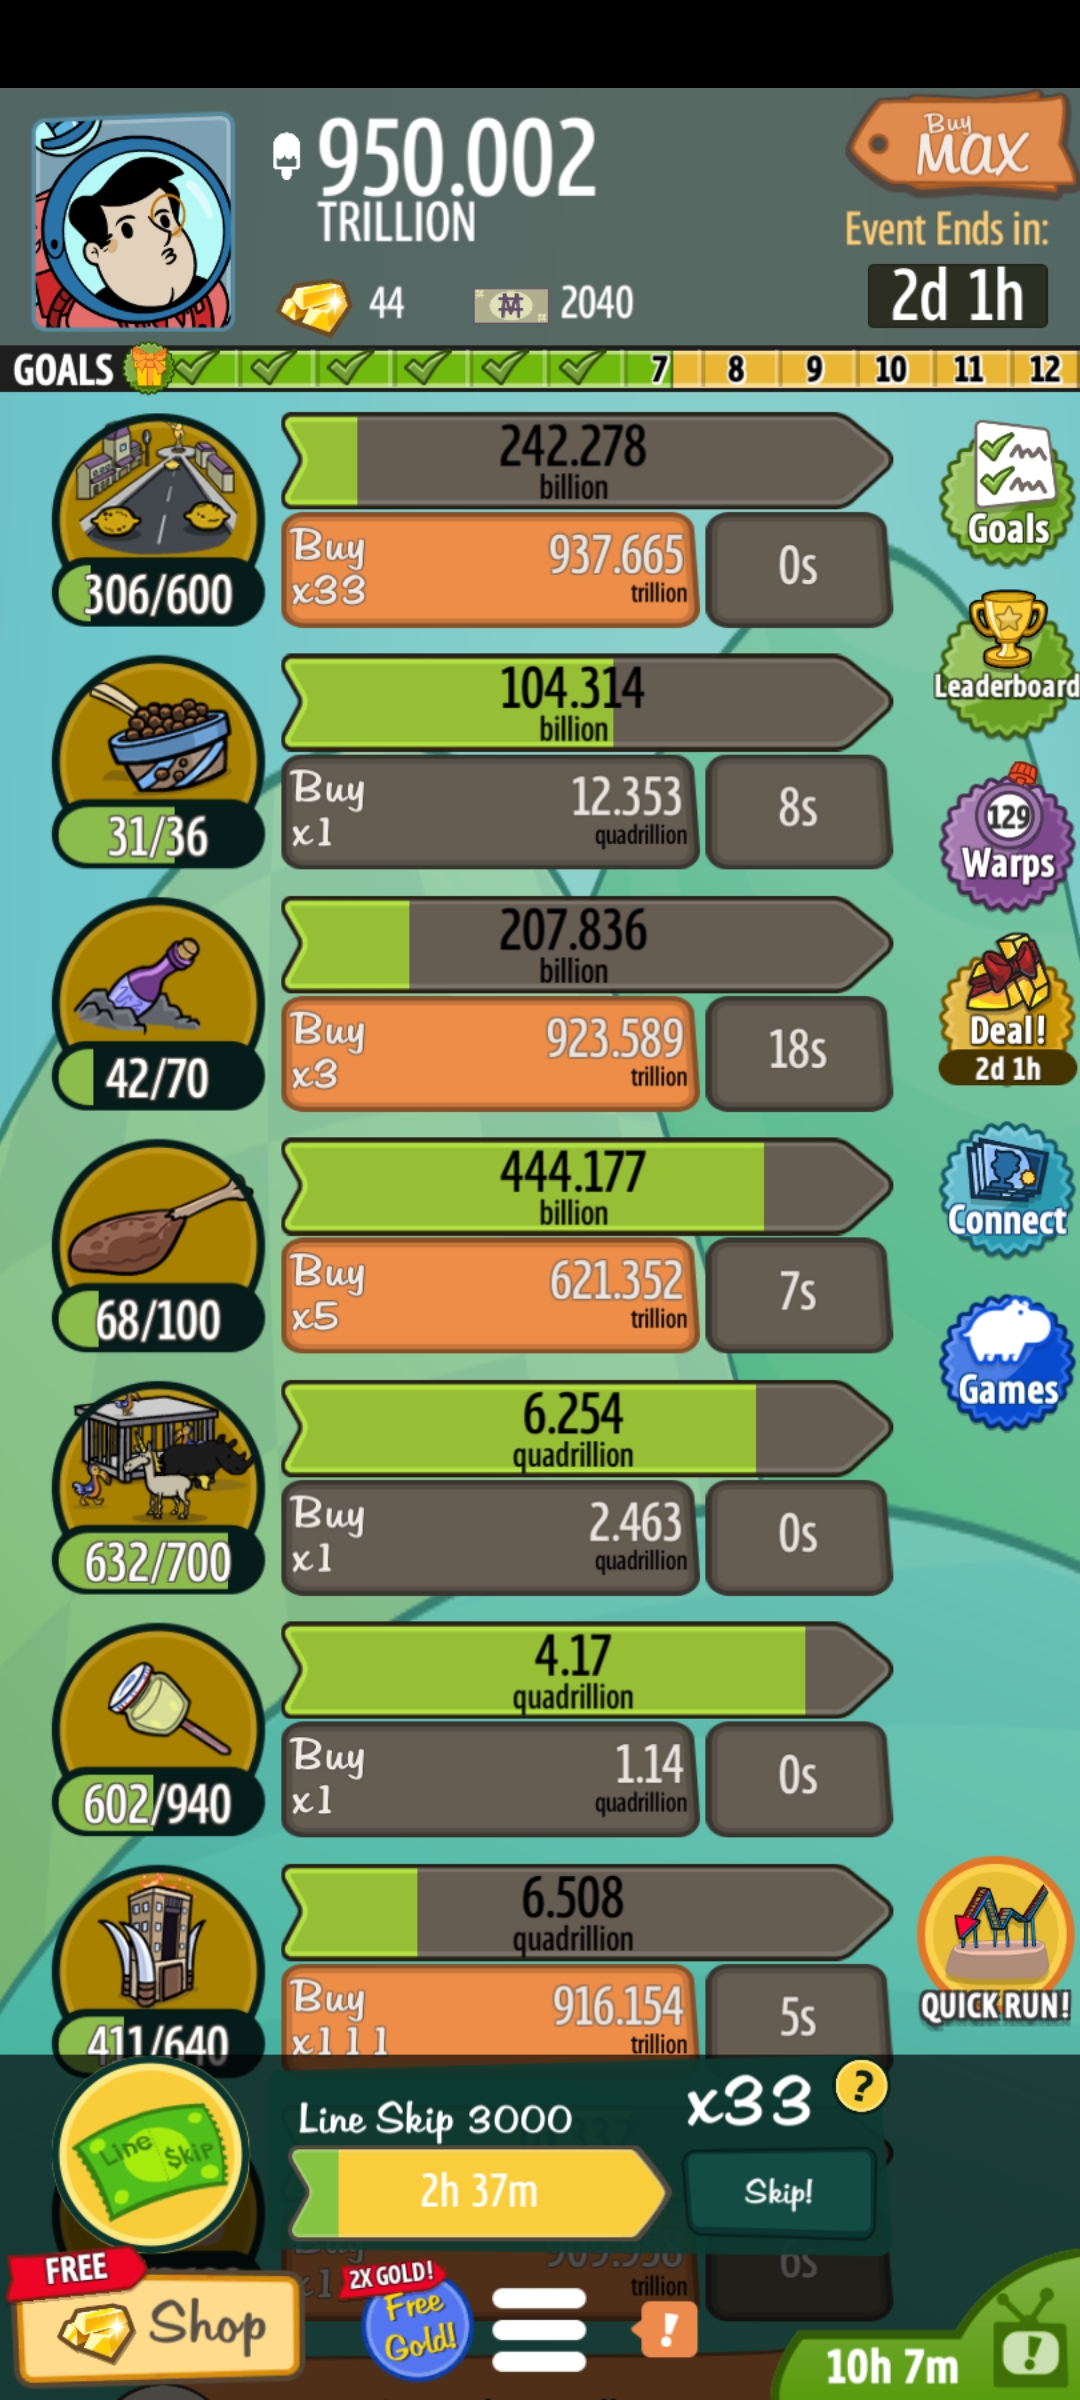 950.002
TRILLION
Buy
MAX
Event Ends in:
2d 1h
44
2040
GOALS
7
8
9
10
11
12
242.278
billion
Buy
x33
937.665
trillion
0s
306/600
Goals
104.314
billion
Buy
x1
12.353
quadrillion
8s
31/36
Leaderboard
129
Warps
207.836
billion
Buy
x3
923.589
trillion
18s
42/70
Deal!
2d 1h
444.177
billion
Buy
x5
621.352
trillion
7s
68/100
Connect
Games
6.254
quadrillion
Buy
x1
2.463
quadrillion
0s
632/700
4.17
quadrillion
Buy
x1
1.14
quadrillion
0s
602/940
6.508
quadrillion
Buy
x111
916.154
trillion
5s
411/640
QUICK RUN!
Line Skip 3000
x33
?
Line $kip
2h 37m
Skip!
trillion
6s
FREE
Shop
2X GOLD!
Free
Gold!
!
10h 7m
!